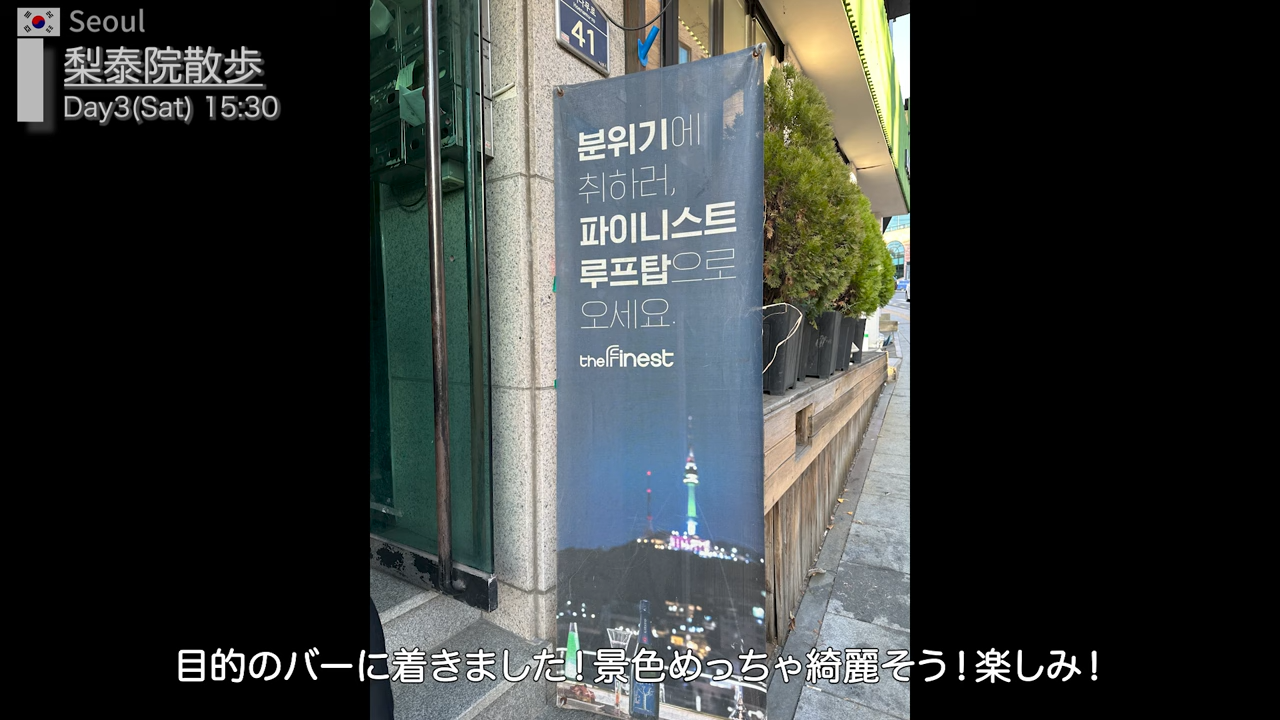 Seoul
梨泰院散歩
Day3(Sat) 15:30
41
분위기에
취하러,
파이니스트
루프탑으로
오세요.
the Finest
目的のバーに着きました！景色めっちゃ綺麗そう！楽しみ！